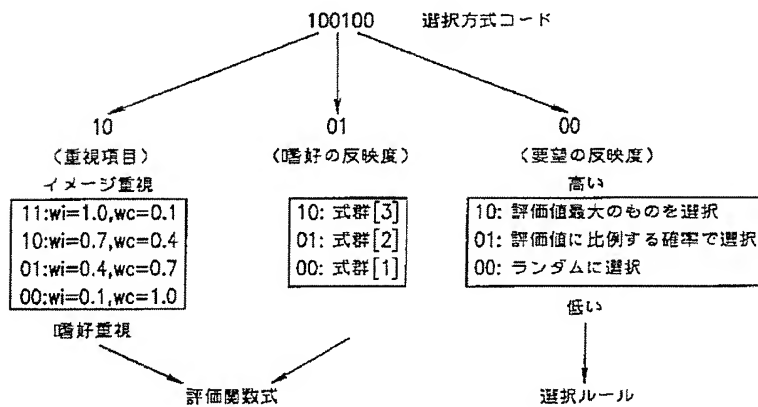 100100 選択方式コード
10 01 00
(重視項目) (嗜好の反映度) (要望の反映度)
イメージ重視 高い
11:wi=1.0,wc=0.1
10:wi=0.7,wc=0.4
01:wi=0.4,wc=0.7
00:wi=0.1,wc=1.0
嗜好重視
10: 式群[3]
01: 式群[2]
00: 式群[1]
10: 評価値最大のものを選択
01: 評価値に比例する確率で選択
00: ランダムに選択
低い
評価関数式 選択ルール